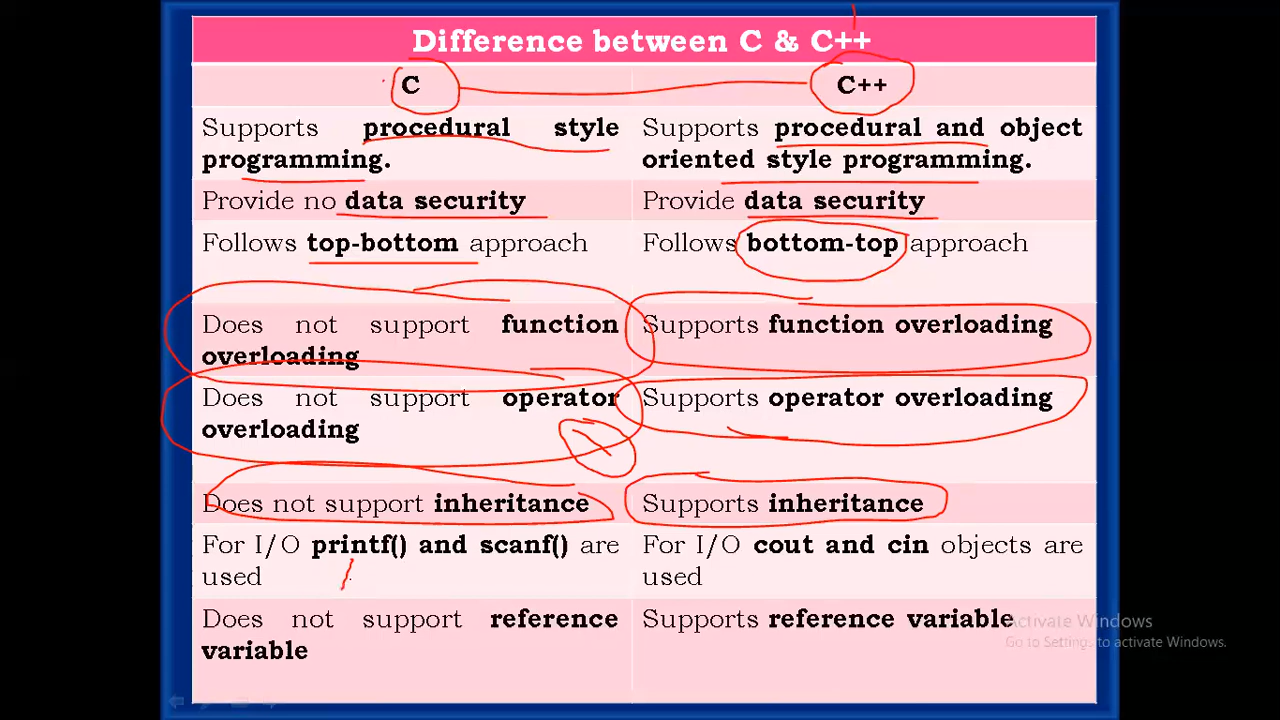 Difference between C & C++
C
C++
Supports procedural style
programming.
Supports procedural and object
oriented style programming.
Provide no data security
Provide data security
Follows top-bottom approach
Follows bottom-top approach
Does not support function
overloading
Supports function overloading
Does not support operator
overloading
Supports operator overloading
Does not support inheritance
Supports inheritance
For I/O printf() and scanf() are
used
For I/O cout and cin objects are
used
Does not support reference
variable
Supports reference variable
Activate Windows
Go to Settings to activate Windows.